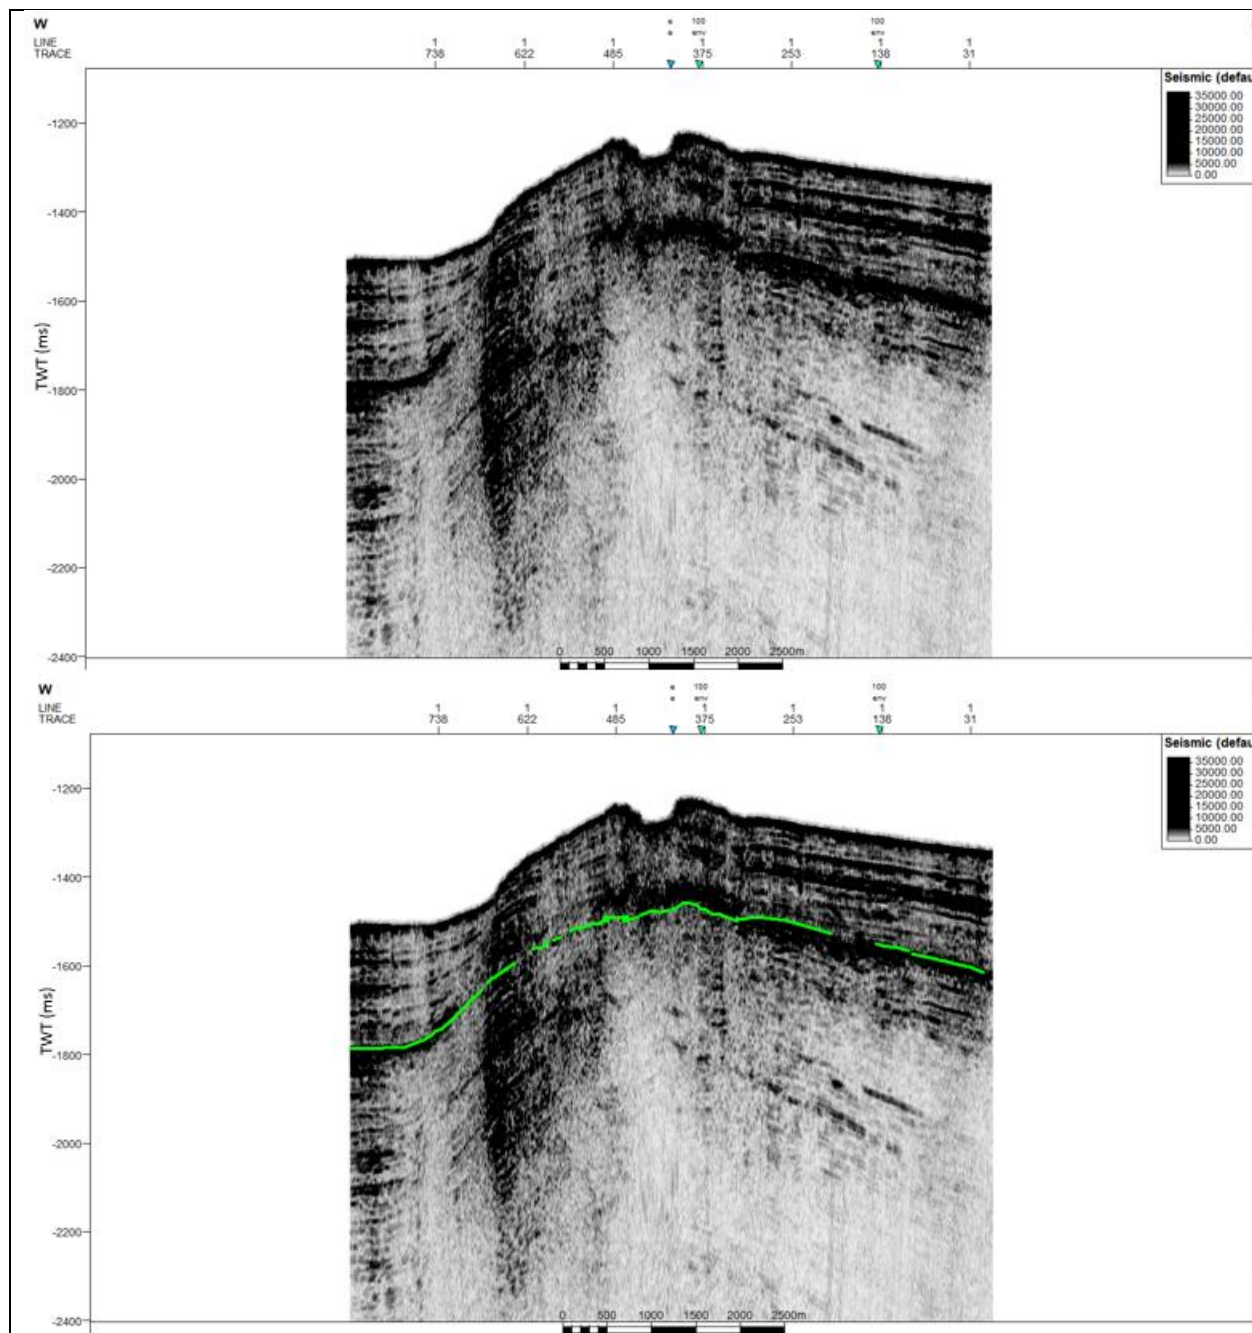 W
s 100 100
e env env
LINE 1 1 1 1 1 1 1
TRACE 738 622 485 375 253 138 31
Seismic (defau
35000.00
30000.00
25000.00
20000.00
15000.00
10000.00
5000.00
0.00
-1200
-1400
-1600
-1800
-2000
-2200
-2400
TWT (ms)
0 500 1000 1500 2000 2500m
W
s 100 100
e env env
LINE 1 1 1 1 1 1 1
TRACE 738 622 485 375 253 138 31
Seismic (defau
35000.00
30000.00
25000.00
20000.00
15000.00
10000.00
5000.00
0.00
-1200
-1400
-1600
-1800
-2000
-2200
-2400
TWT (ms)
0 500 1000 1500 2000 2500m